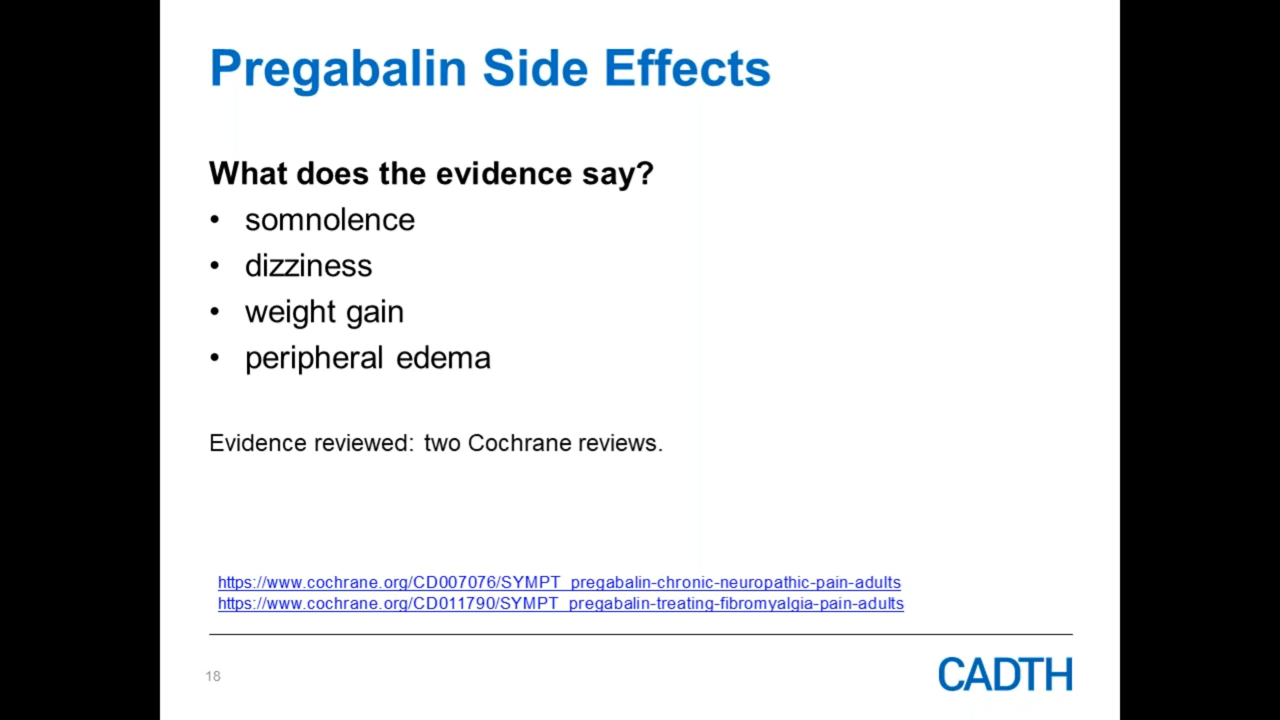 Pregabalin Side Effects
What does the evidence say?
• somnolence
• dizziness
• weight gain
• peripheral edema
Evidence reviewed: two Cochrane reviews.
https://www.cochrane.org/CD007076/SYMPT_pregabalin-chronic-neuropathic-pain-adults
https://www.cochrane.org/CD011790/SYMPT_pregabalin-treating-fibromyalgia-pain-adults
18
CADTH